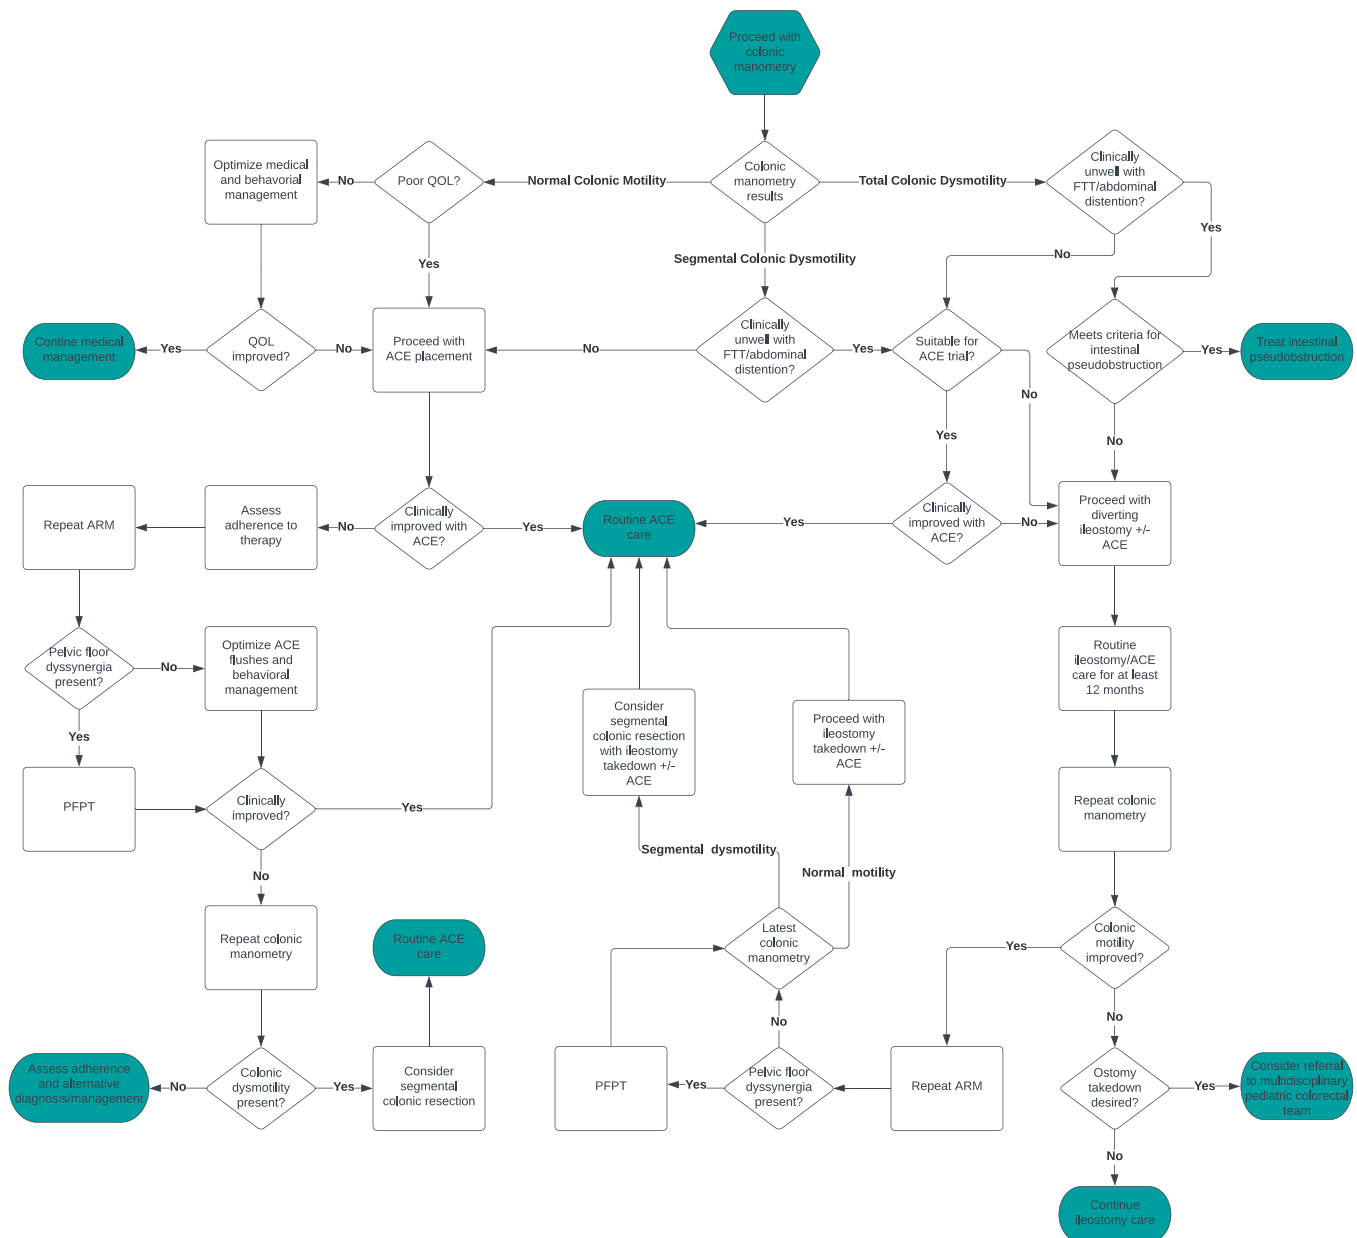 Proceed with
colonic
manometry
Optimize medical
and behavorial
management
No
Poor QOL?
Normal Colonic Motility
Colonic
manometry
results
Total Colonic Dysmotility
Clinically
unwell with
FTT/abdominal
distention?
Yes
No
Yes
Segmental Colonic Dysmotility
Contine medical
management
Yes
QOL
improved?
No
Proceed with
ACE placement
No
Clinically
unwell with
FTT/abdominal
distention?
Yes
Suitable for
ACE trial?
No
Meets criteria for
intestinal
pseudobstruction
Yes
Treat intestinal
pseudobstruction
Yes
No
Repeat ARM
Assess
adherence to
therapy
No
Clinically
improved with
ACE?
Yes
Routine ACE
care
Yes
Clinically
improved with
ACE?
No
Proceed with
diverting
ileostomy +/-
ACE
Pelvic floor
dyssynergia
present?
No
Optimize ACE
flushes and
behavioral
management
Routine
ileostomy/ACE
care for at least
12 months
Yes
Consider
segmental
colonic resection
with ileostomy
takedown +/-
ACE
Proceed with
ileostomy
takedown +/-
ACE
PFPT
Clinically
improved?
Yes
Repeat colonic
manometry
Segmental  dysmotility
Normal  motility
No
Repeat colonic
manometry
Routine ACE
care
Latest
colonic
manometry
Yes
Colonic
motility
improved?
No
No
Assess adherence
and alternative
diagnosis/management
No
Colonic
dysmotility
present?
Yes
Consider
segmental
colonic resection
PFPT
Yes
Pelvic floor
dyssynergia
present?
Repeat ARM
Ostomy
takedown
desired?
Yes
Consider referral
to multidisciplinary
pediatric colorectal
team
No
Continue
ileostomy care